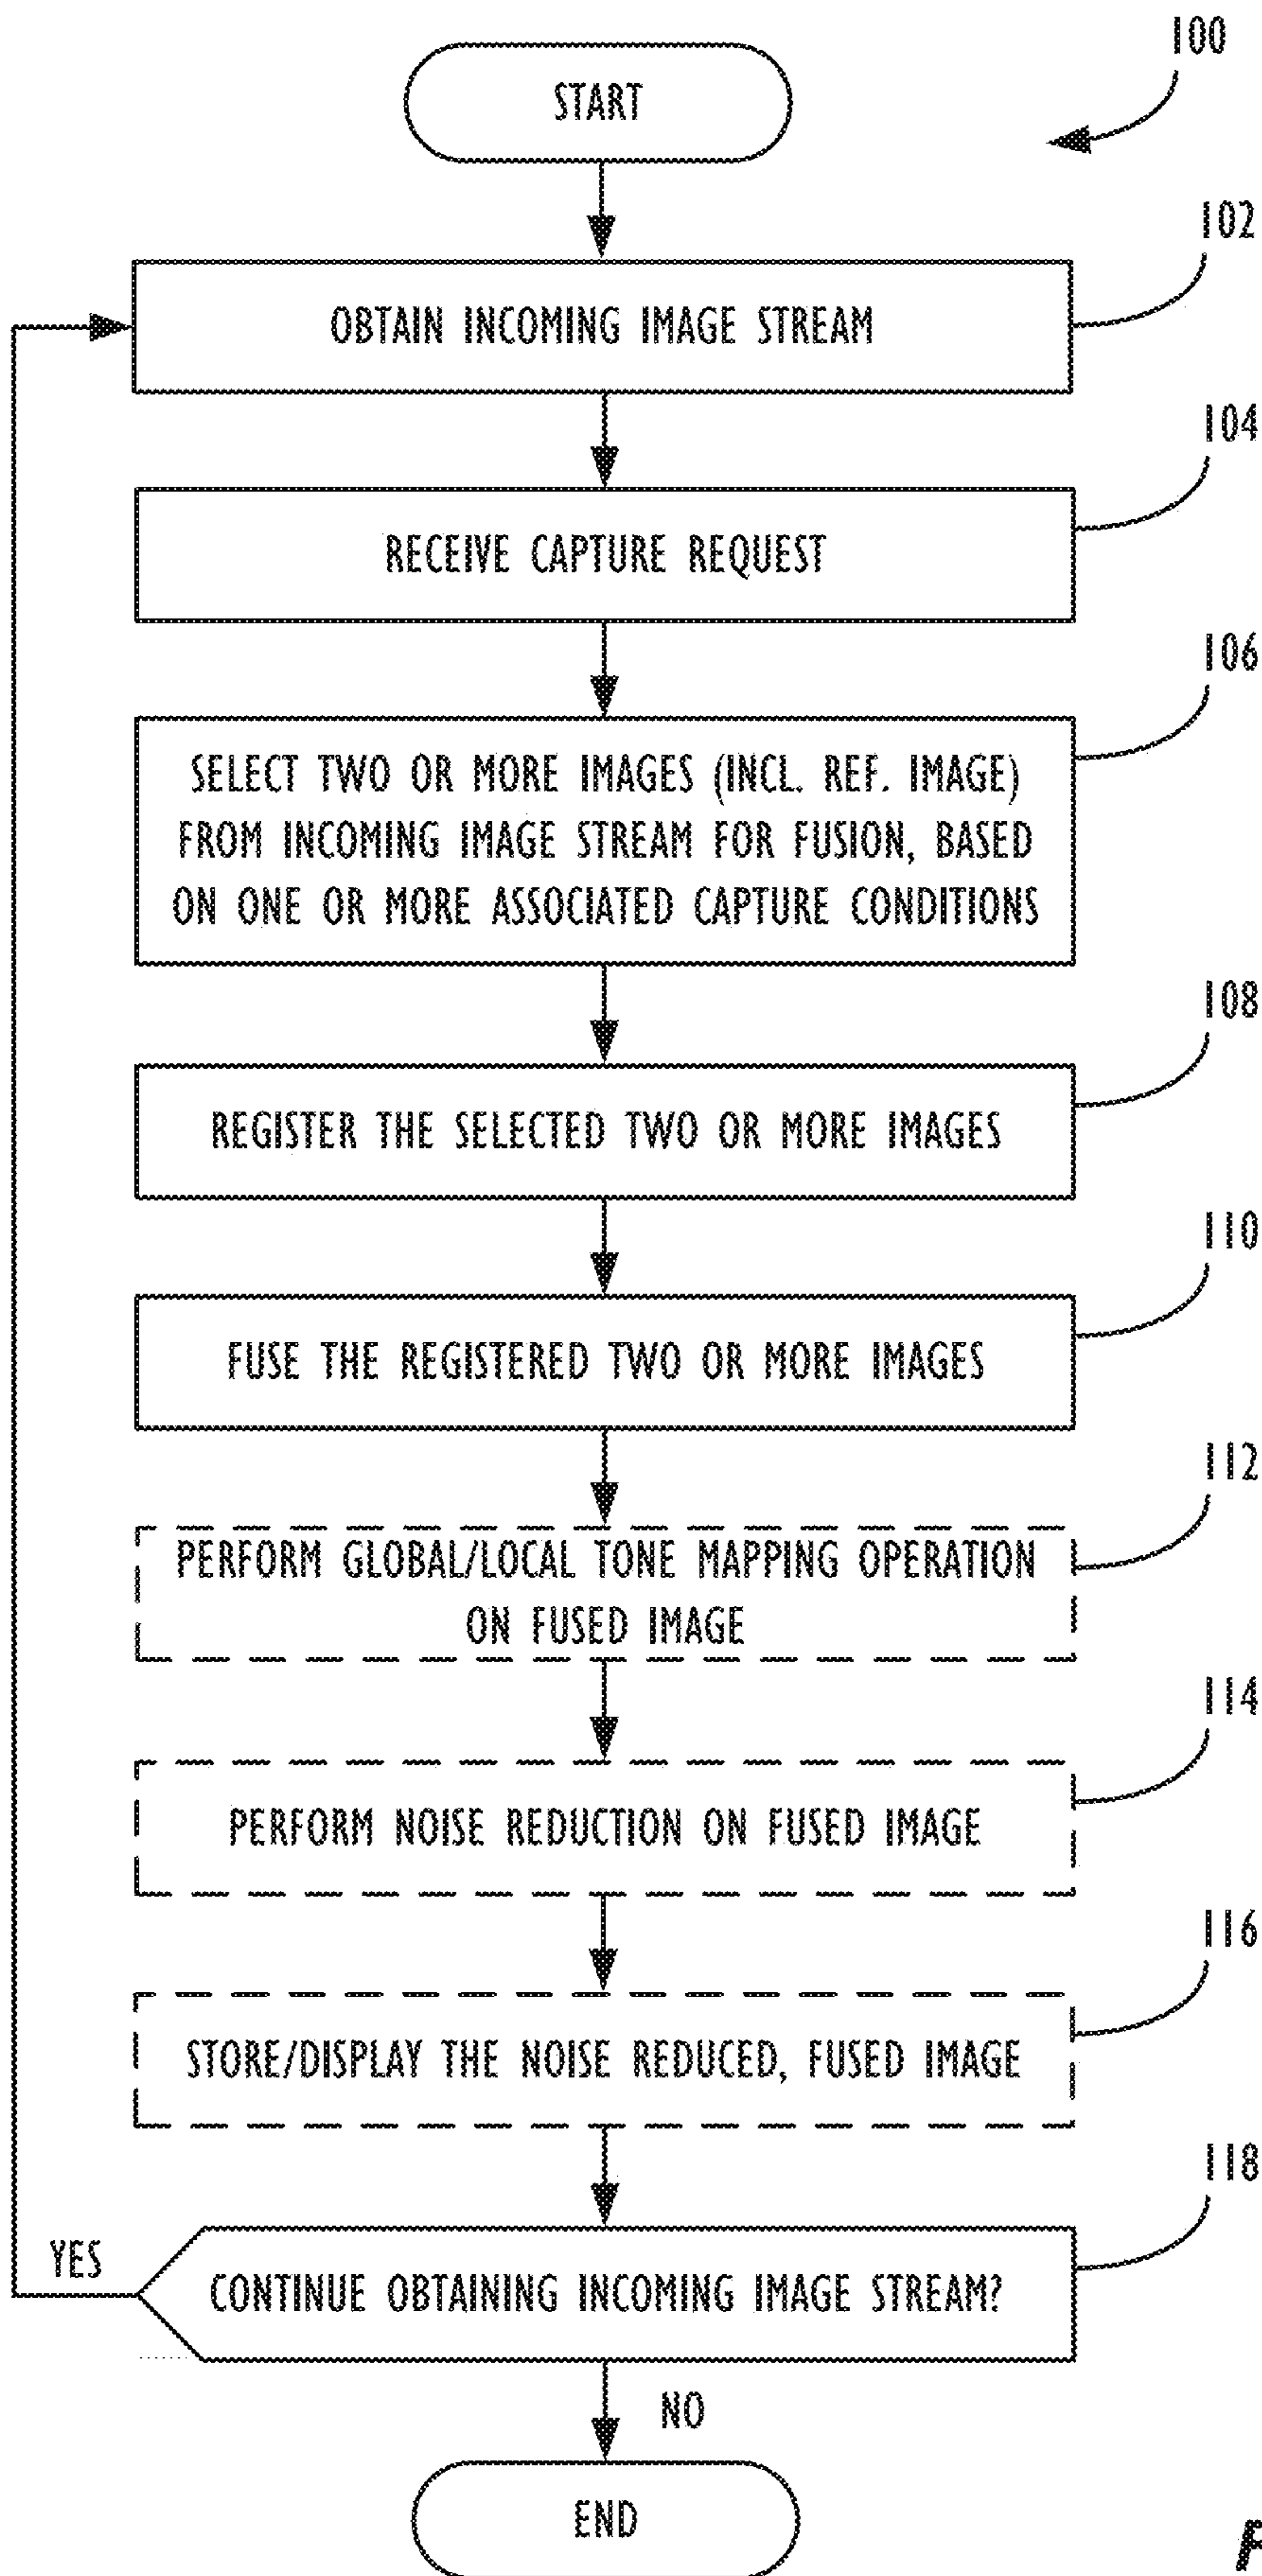 100
START
102
OBTAIN INCOMING IMAGE STREAM
104
RECEIVE CAPTURE REQUEST
106
SELECT TWO OR MORE IMAGES (INCL. REF. IMAGE)
FROM INCOMING IMAGE STREAM FOR FUSION, BASED
ON ONE OR MORE ASSOCIATED CAPTURE CONDITIONS
108
REGISTER THE SELECTED TWO OR MORE IMAGES
110
FUSE THE REGISTERED TWO OR MORE IMAGES
112
PERFORM GLOBAL/LOCAL TONE MAPPING OPERATION
ON FUSED IMAGE
114
PERFORM NOISE REDUCTION ON FUSED IMAGE
116
STORE/DISPLAY THE NOISE REDUCED, FUSED IMAGE
118
YES
CONTINUE OBTAINING INCOMING IMAGE STREAM?
NO
END